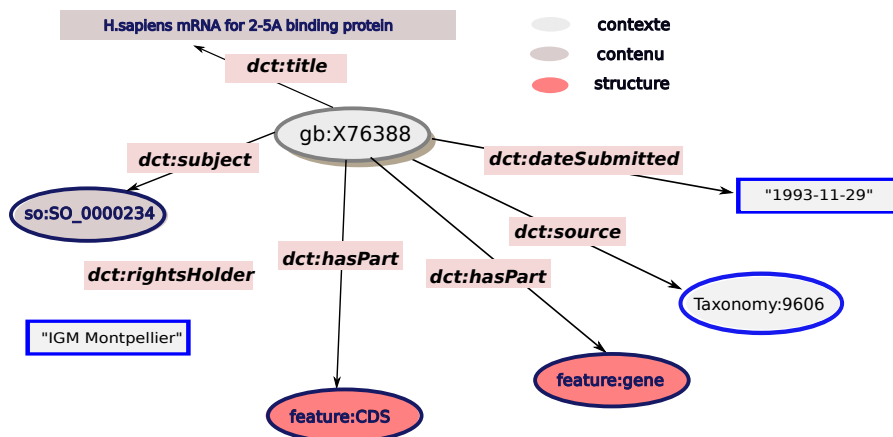 H.sapiens mRNA for 2-5A binding protein
contexte
contenu
structure
dct:title
gb:X76388
dct:subject
dct:dateSubmitted
"1993-11-29"
so:SO_0000234
dct:source
dct:hasPart
dct:rightsHolder
dct:hasPart
Taxonomy:9606
"IGM Montpellier"
feature:gene
feature:CDS